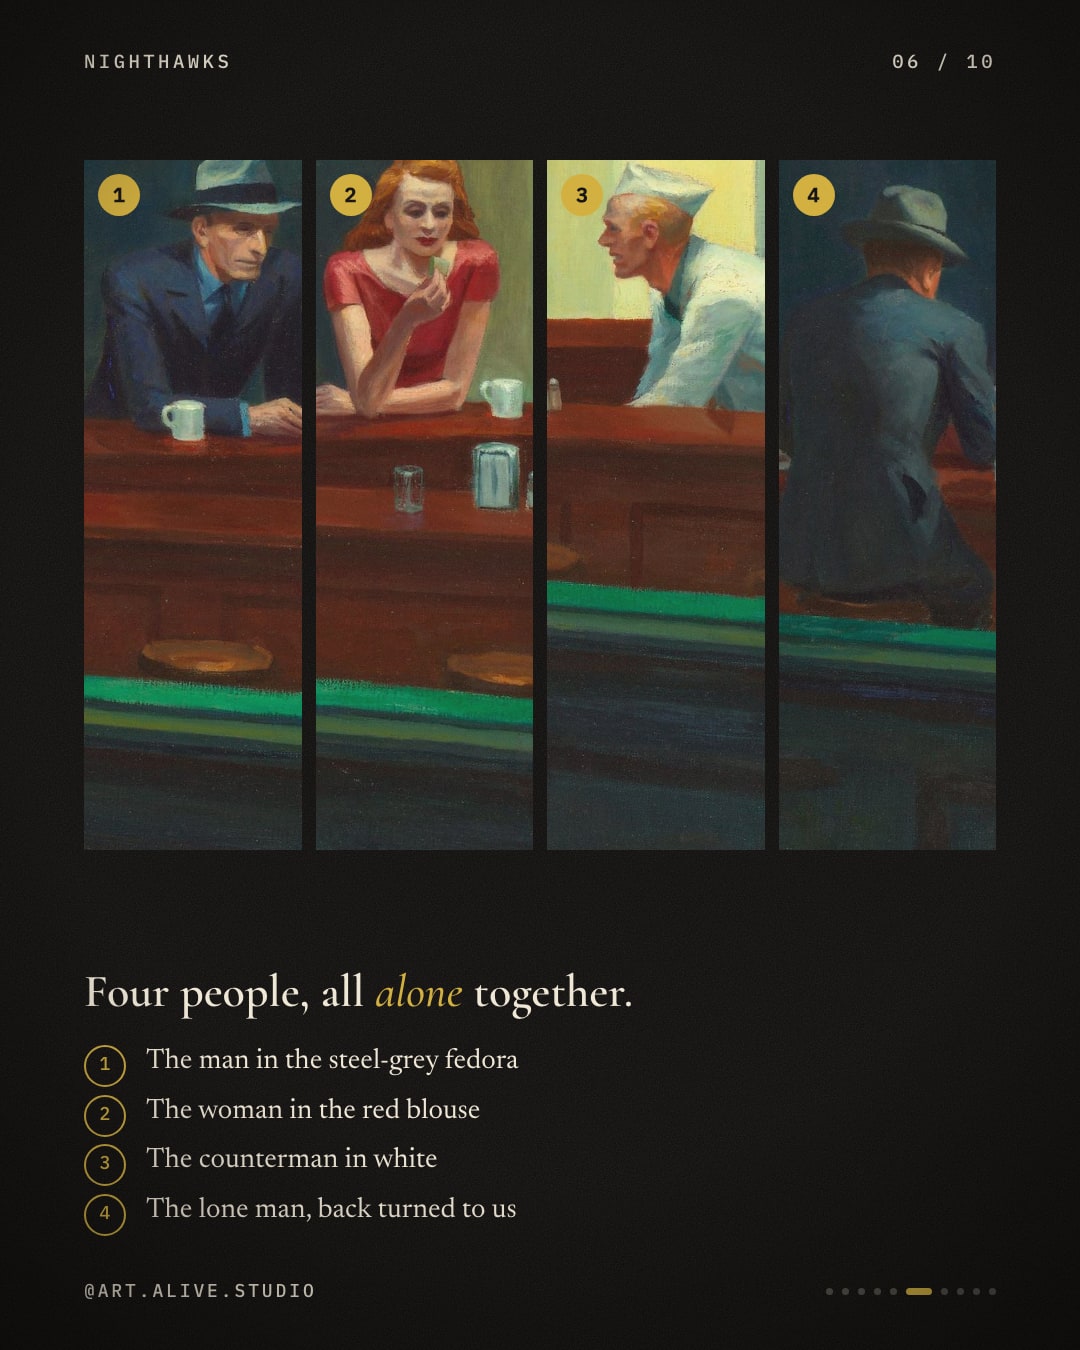 NIGHTHAWKS
06 / 10
1
2
3
4
Four people, all alone together.
1 The man in the steel-grey fedora
2 The woman in the red blouse
3 The counterman in white
4 The lone man, back turned to us
@ART.ALIVE.STUDIO